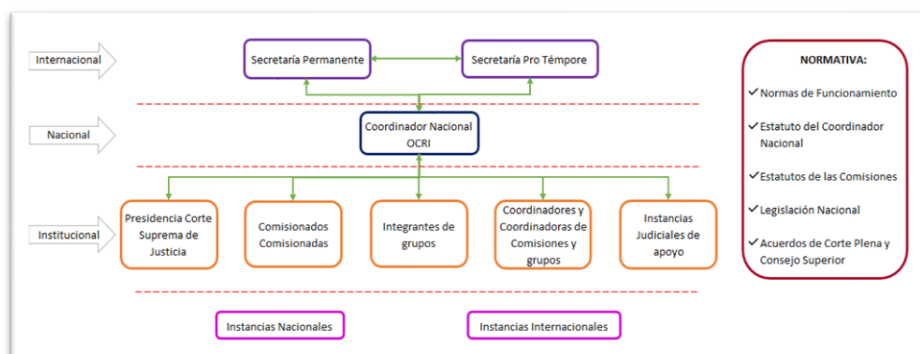 Internacional
Secretaría Permanente
Secretaría Pro Témpore
Nacional
Coordinador Nacional
OCRI
Institucional
Presidencia Corte
Suprema de
Justicia
Comisionados
Comisionadas
Integrantes de
grupos
Coordinadores y
Coordinadoras de
Comisiones y
grupos
Instancias
Judiciales de
apoyo
Instancias Nacionales
Instancias Internacionales
NORMATIVA:
✓ Normas de Funcionamiento
✓ Estatuto del Coordinador
Nacional
✓ Estatutos de las Comisiones
✓ Legislación Nacional
✓ Acuerdos de Corte Plena y
Consejo Superior